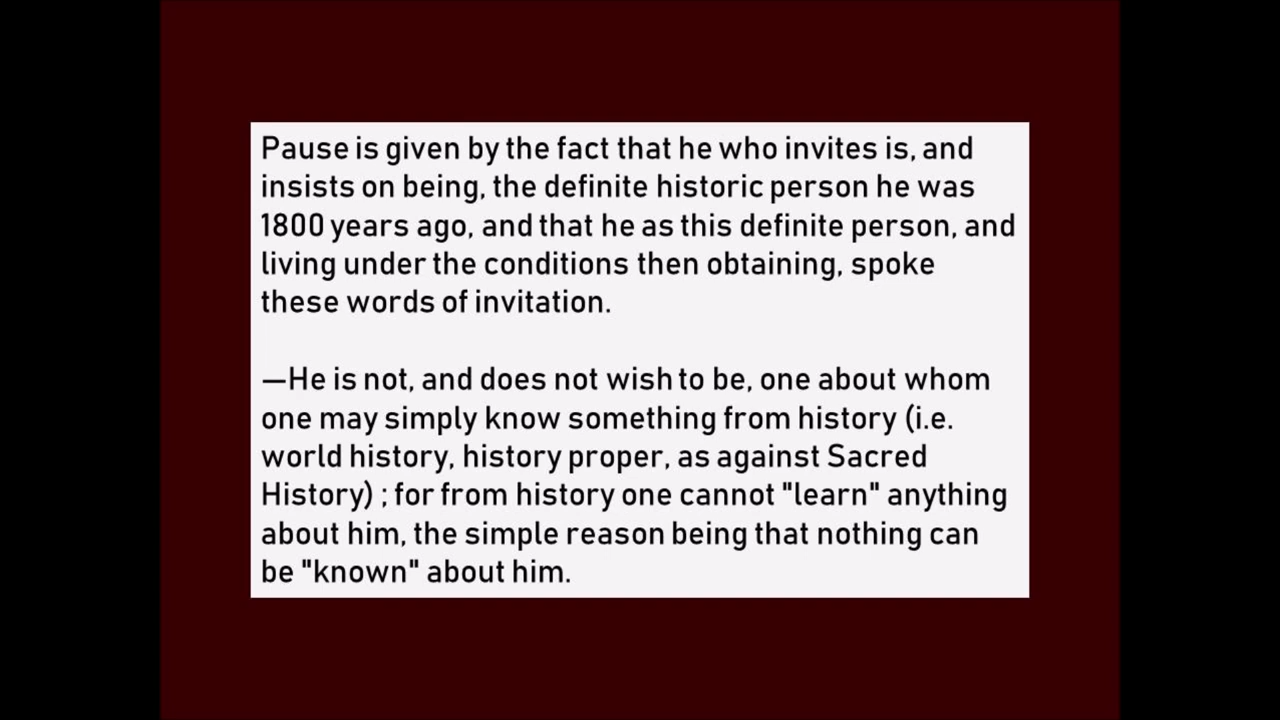 Pause is given by the fact that he who invites is, and
insists on being, the definite historic person he was
1800 years ago, and that he as this definite person, and
living under the conditions then obtaining, spoke
these words of invitation.
—He is not, and does not wish to be, one about whom
one may simply know something from history (i.e.
world history, history proper, as against Sacred
History) ; for from history one cannot "learn" anything
about him, the simple reason being that nothing can
be "known" about him.